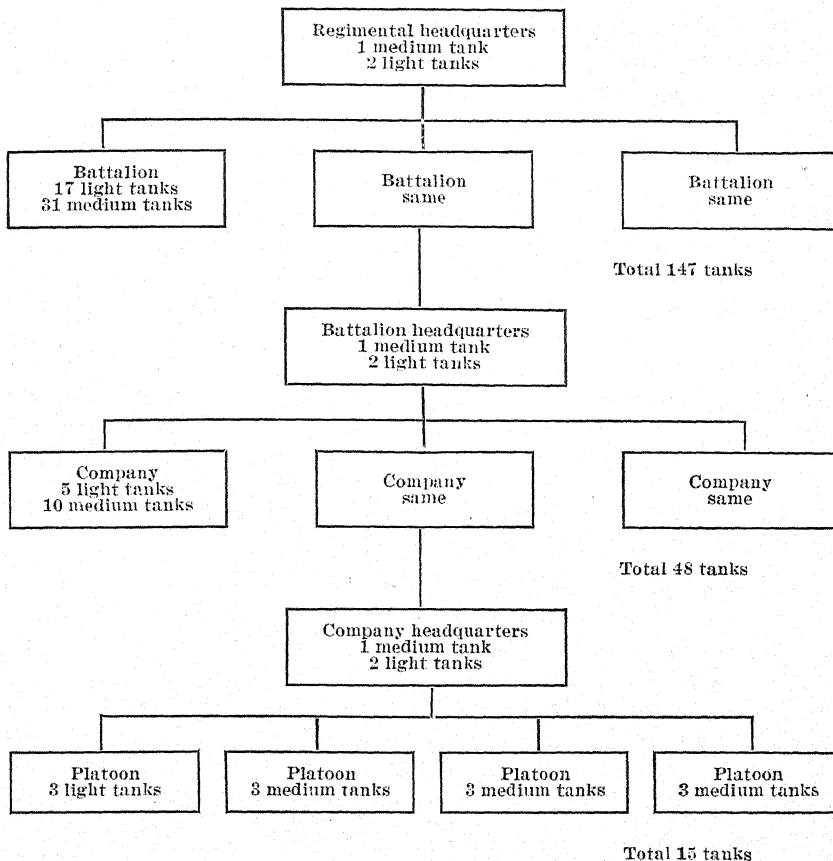 Regimental headquarters
1 medium tank
2 light tanks
Battalion
17 light tanks
31 medium tanks
Battalion
same
Battalion
same
Total 147 tanks
Battalion headquarters
1 medium tank
2 light tanks
Company
5 light tanks
10 medium tanks
Company
same
Company
same
Total 48 tanks
Company headquarters
1 medium tank
2 light tanks
Platoon
3 light tanks
Platoon
3 medium tanks
Platoon
3 medium tanks
Platoon
3 medium tanks
Total 15 tanks